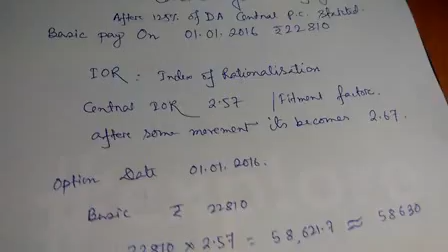 After 125% of DA Central P.C. Started
Basic pay On 01.01.2016 ₹22810
IOR : Index of Rationalisation
Central IOR 2.57 / Fitment factor.
after some movement its becomes 2.67.
Option Date 01.01.2016.
Basic ₹ 22810
22810 × 2.57 = 58,621.7 ≈ 58630